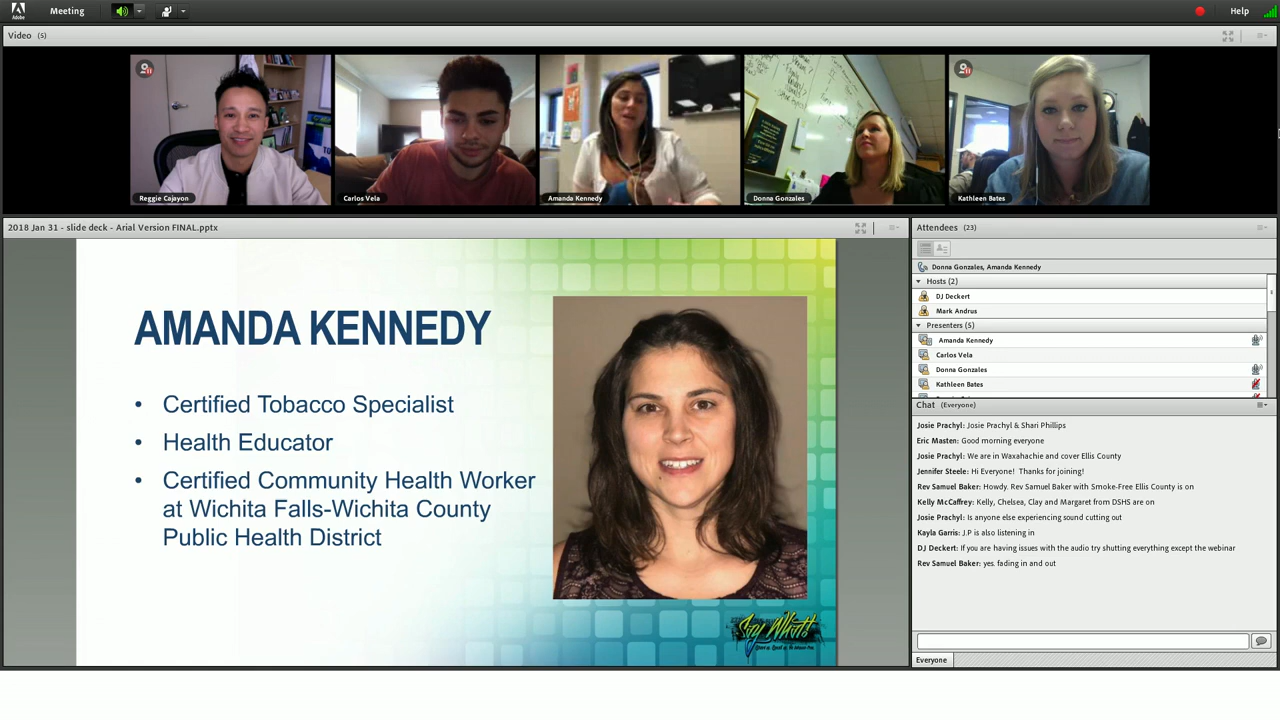 Adobe
Meeting
Help
Video (5)
Reggie Cajayon
Carlos Vela
Amanda Kennedy
Donna Gonzales
Kathleen Bates
2018 Jan 31 - slide deck - Arial Version FINAL.pptx
AMANDA KENNEDY
• Certified Tobacco Specialist
• Health Educator
• Certified Community Health Worker
at Wichita Falls-Wichita County
Public Health District
Say What!
Attendees (23)
Donna Gonzales, Amanda Kennedy
Hosts (2)
DJ Deckert
Mark Andrus
Presenters (5)
Amanda Kennedy
Carlos Vela
Donna Gonzales
Kathleen Bates
Chat (Everyone)
Josie Prachyl: Josie Prachyl & Shari Phillips
Eric Masten: Good morning everyone
Josie Prachyl: We are in Waxahachie and cover Ellis County
Jennifer Steele: Hi Everyone! Thanks for joining!
Rev Samuel Baker: Howdy. Rev Samuel Baker with Smoke-Free Ellis County is on
Kelly McCaffrey: Kelly, Chelsea, Clay and Margaret from DSHS are on
Josie Prachyl: Is anyone else experiencing sound cutting out
Kayla Garris: J.P is also listening in
DJ Deckert: If you are having issues with the audio try shutting everything except the webinar
Rev Samuel Baker: yes. fading in and out
Everyone